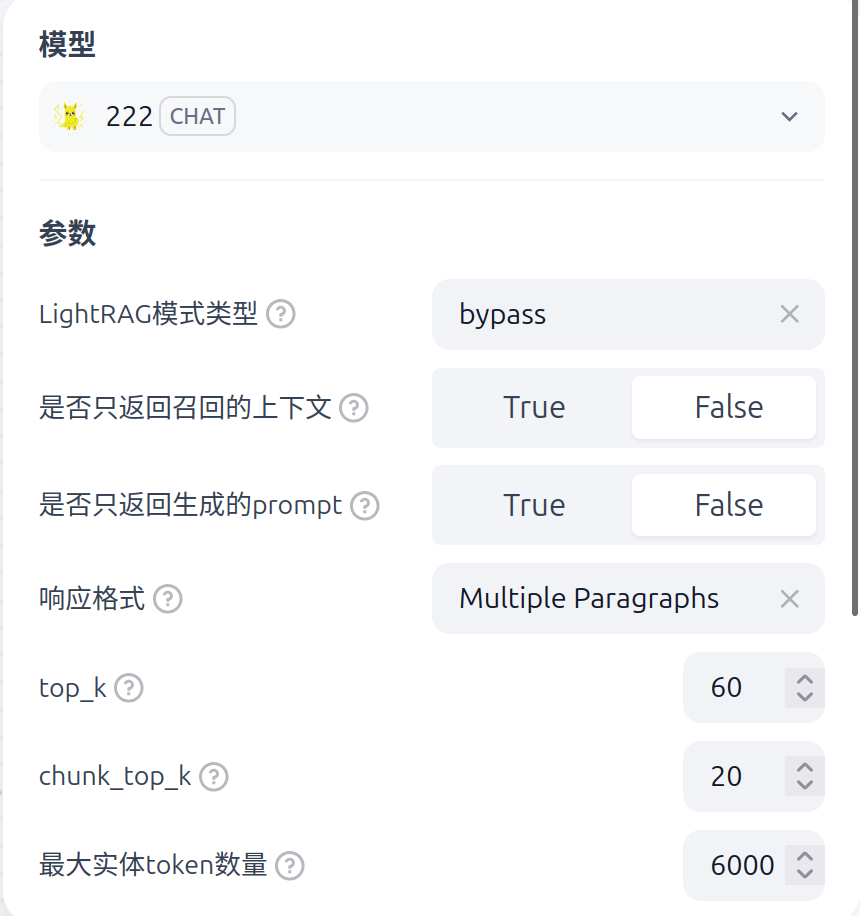 模型
222 CHAT
参数
LightRAG模式类型 ? bypass
是否只返回召回的上下文 ? True False
是否只返回生成的prompt ? True False
响应格式 ? Multiple Paragraphs
top_k ? 60
chunk_top_k ? 20
最大实体token数量 ? 6000